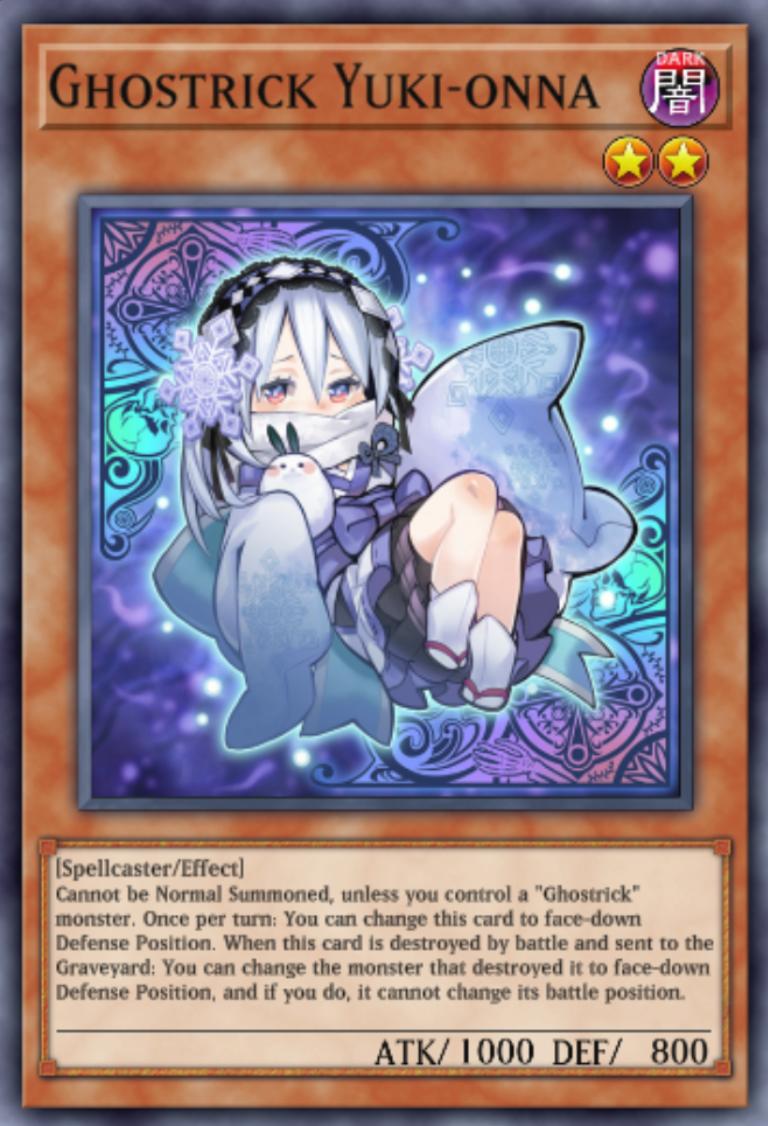 GHOSTRICK YUKI-ONNA
DARK
闇
[Spellcaster/Effect]
Cannot be Normal Summoned, unless you control a "Ghostrick"
monster. Once per turn: You can change this card to face-down
Defense Position. When this card is destroyed by battle and sent to the
Graveyard: You can change the monster that destroyed it to face-down
Defense Position, and if you do, it cannot change its battle position.
ATK/ 1000 DEF/ 800